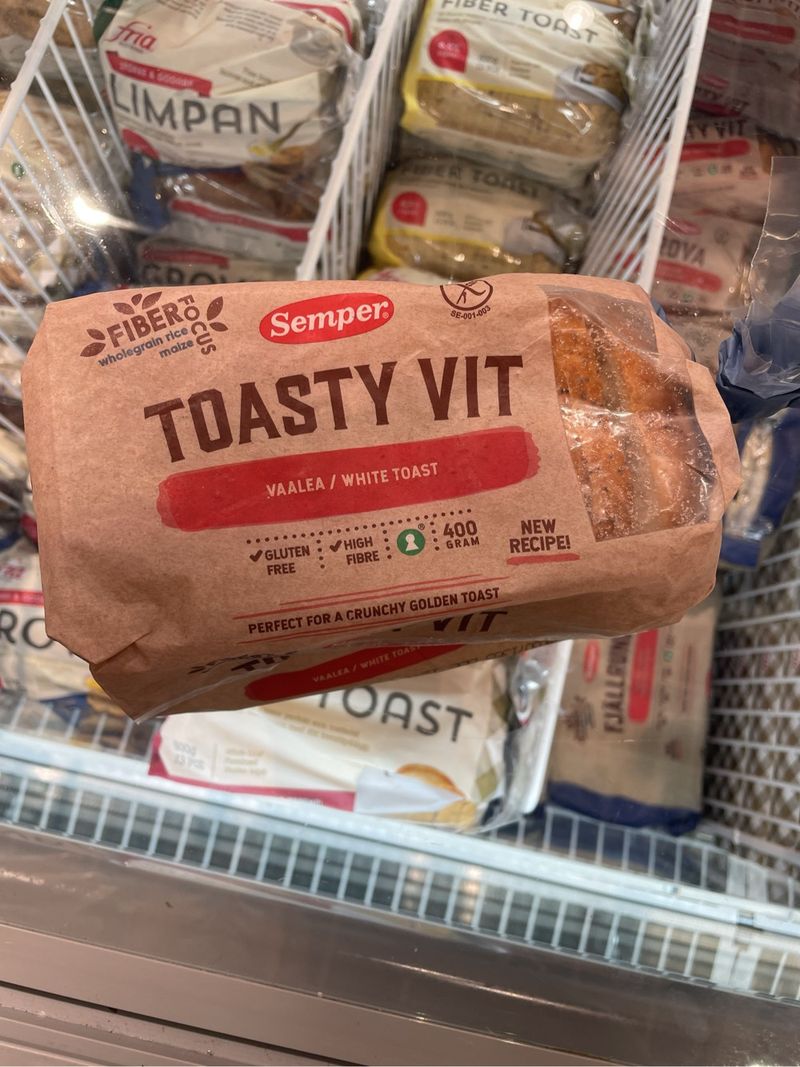 fria
LIMPAN
FIBER TOAST
FIBER TOAST
FIBER
FOCUS
wholegrain rice
maize
Semper®
SE-001-003
TOASTY VIT
VAALEA / WHITE TOAST
✓GLUTEN
FREE
✓HIGH
FIBRE
400
GRAM
NEW
RECIPE!
PERFECT FOR A CRUNCHY GOLDEN TOAST
VIT
VAALEA / WHITE TOAST
TOAST
500g